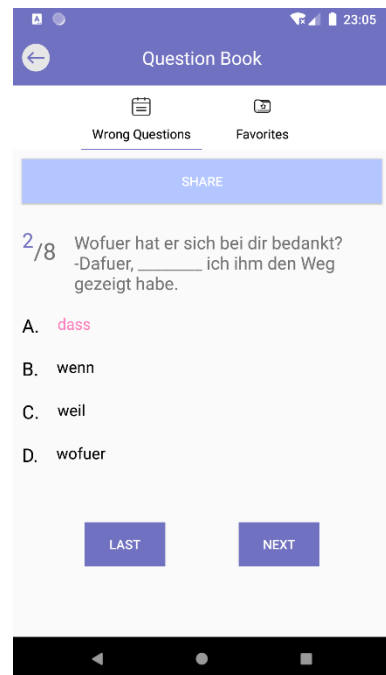 A
23:05
Question Book
Wrong Questions
Favorites
SHARE
2/8
Wofuer hat er sich bei dir bedankt?
-Dafuer, _______ ich ihm den Weg
gezeigt habe.
A. dass
B. wenn
C. weil
D. wofuer
LAST
NEXT